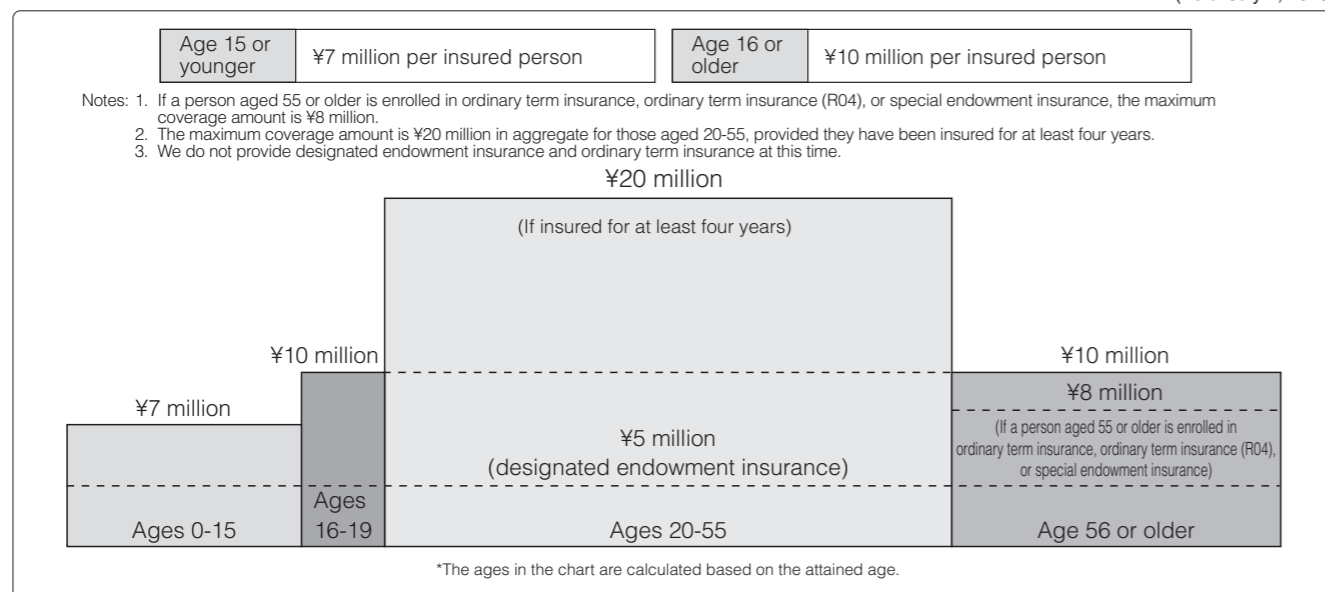 Age 15 or
younger
¥7 million per insured person
Age 16 or
older
¥10 million per insured person
Notes: 1. If a person aged 55 or older is enrolled in ordinary term insurance, ordinary term insurance (R04), or special endowment insurance, the maximum
coverage amount is ¥8 million.
2. The maximum coverage amount is ¥20 million in aggregate for those aged 20-55, provided they have been insured for at least four years.
3. We do not provide designated endowment insurance and ordinary term insurance at this time.
¥20 million
(If insured for at least four years)
¥10 million
¥10 million
¥7 million
¥8 million
(If a person aged 55 or older is enrolled in
ordinary term insurance, ordinary term insurance (R04),
or special endowment insurance)
¥5 million
(designated endowment insurance)
Ages 0-15
Ages
16-19
Ages 20-55
Age 56 or older
*The ages in the chart are calculated based on the attained age.